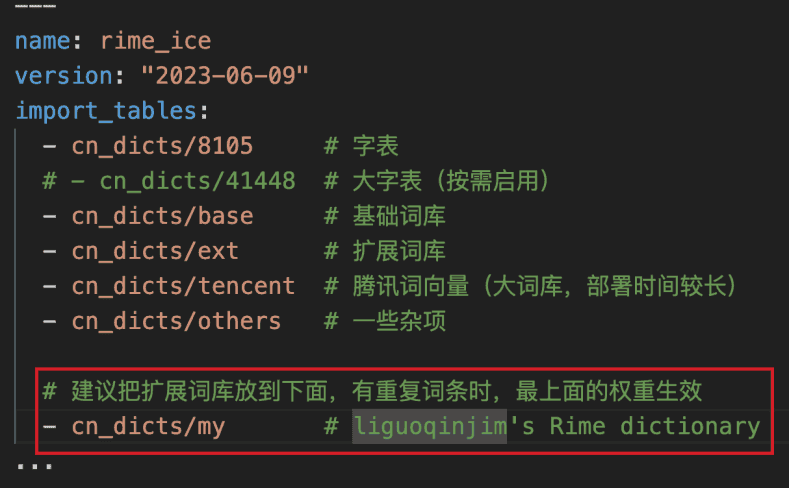 ---
name: rime_ice
version: "2023-06-09"
import_tables:
  - cn_dicts/8105     # 字表
  # - cn_dicts/41448  # 大字表（按需启用）
  - cn_dicts/base     # 基础词库
  - cn_dicts/ext      # 扩展词库
  - cn_dicts/tencent  # 腾讯词向量（大词库，部署时间较长）
  - cn_dicts/others   # 一些杂项
  # 建议把扩展词库放到下面，有重复词条时，最上面的权重生效
  - cn_dicts/my       # liguoqinjim's Rime dictionary
...